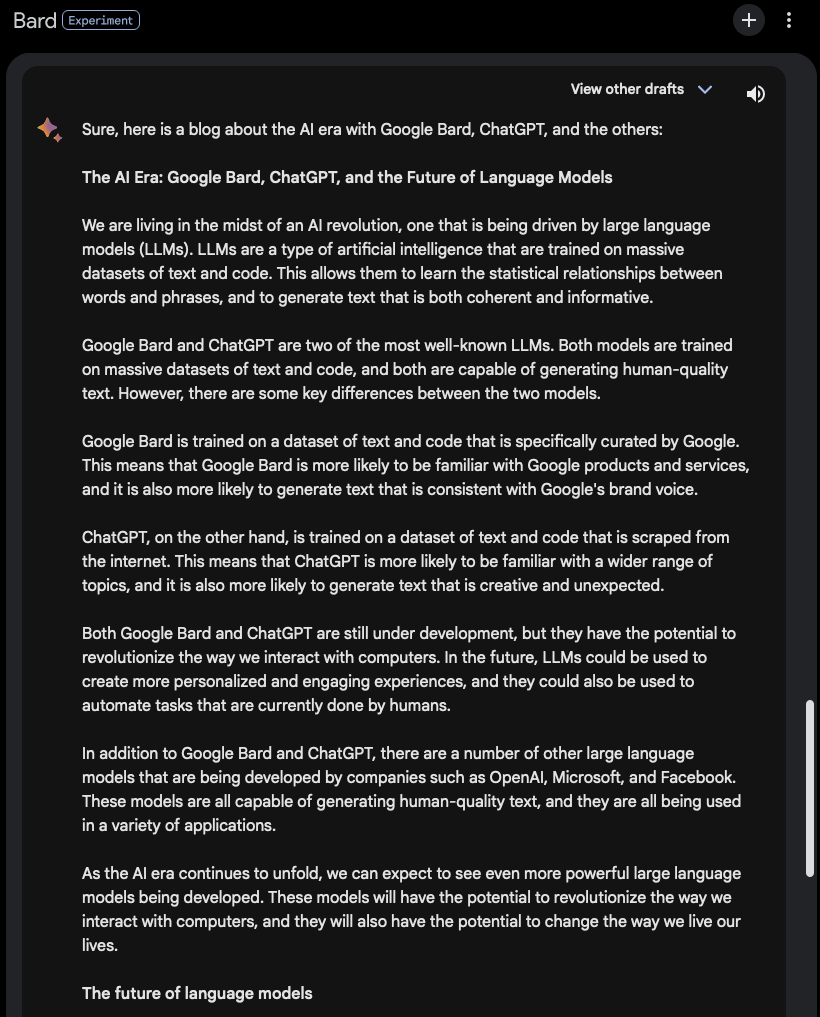 Bard Experiment
View other drafts
Sure, here is a blog about the AI era with Google Bard, ChatGPT, and the others:
The AI Era: Google Bard, ChatGPT, and the Future of Language Models
We are living in the midst of an AI revolution, one that is being driven by large language
models (LLMs). LLMs are a type of artificial intelligence that are trained on massive
datasets of text and code. This allows them to learn the statistical relationships between
words and phrases, and to generate text that is both coherent and informative.
Google Bard and ChatGPT are two of the most well-known LLMs. Both models are trained
on massive datasets of text and code, and both are capable of generating human-quality
text. However, there are some key differences between the two models.
Google Bard is trained on a dataset of text and code that is specifically curated by Google.
This means that Google Bard is more likely to be familiar with Google products and services,
and it is also more likely to generate text that is consistent with Google's brand voice.
ChatGPT, on the other hand, is trained on a dataset of text and code that is scraped from
the internet. This means that ChatGPT is more likely to be familiar with a wider range of
topics, and it is also more likely to generate text that is creative and unexpected.
Both Google Bard and ChatGPT are still under development, but they have the potential to
revolutionize the way we interact with computers. In the future, LLMs could be used to
create more personalized and engaging experiences, and they could also be used to
automate tasks that are currently done by humans.
In addition to Google Bard and ChatGPT, there are a number of other large language
models that are being developed by companies such as OpenAI, Microsoft, and Facebook.
These models are all capable of generating human-quality text, and they are all being used
in a variety of applications.
As the AI era continues to unfold, we can expect to see even more powerful large language
models being developed. These models will have the potential to revolutionize the way we
interact with computers, and they will also have the potential to change the way we live our
lives.
The future of language models